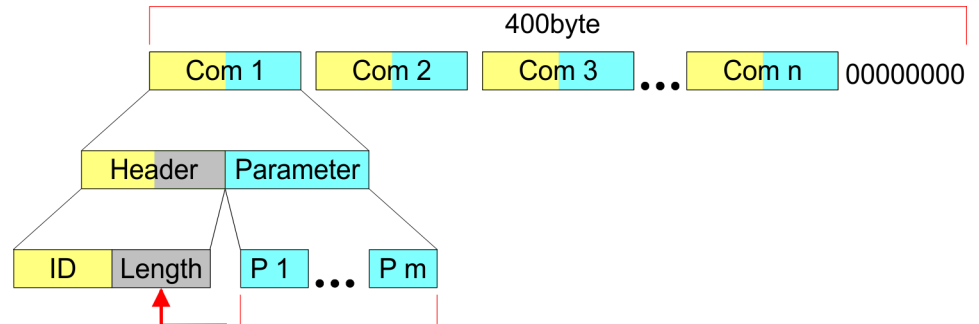 400byte
Com 1 Com 2 Com 3 ... Com n 00000000
Header Parameter
ID Length P 1 ... P m